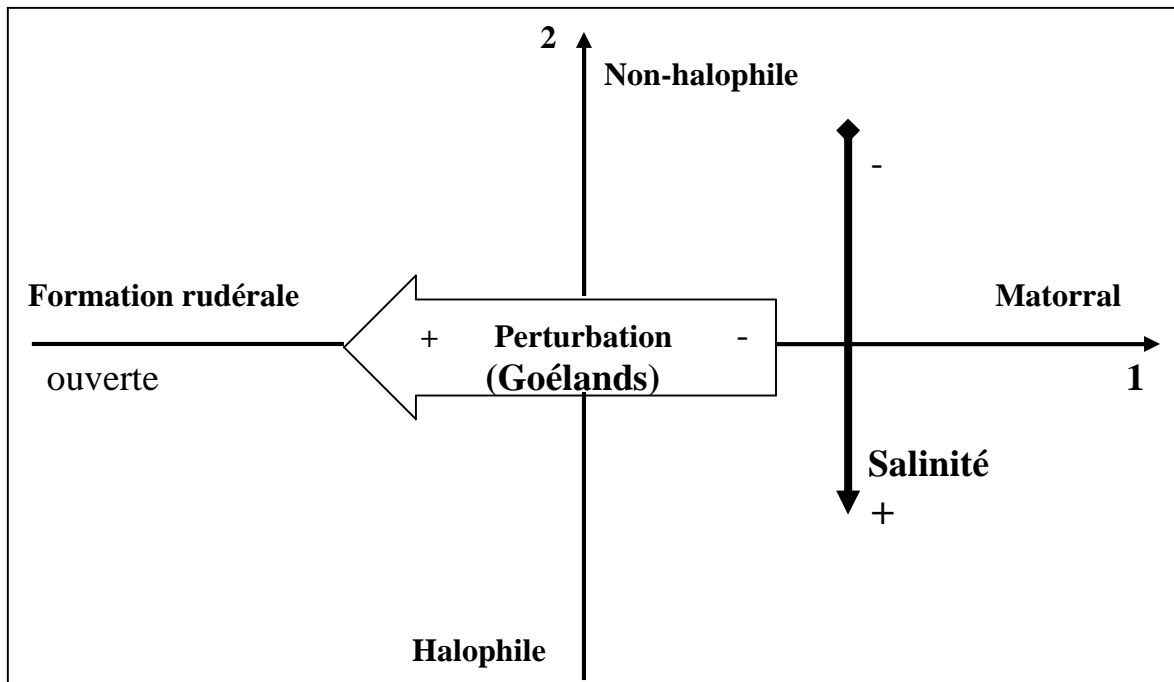 2
Non-halophile
-
Formation rudérale
Matorral
+ Perturbation -
(Goélands)
ouverte
1
Salinité
+
Halophile